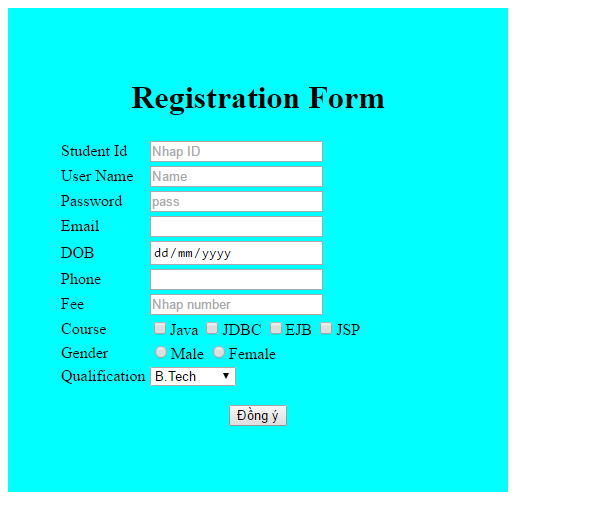 Registration Form
Student Id Nhap ID
User Name Name
Password pass
Email
DOB dd/mm/yyyy
Phone
Fee Nhap number
Course Java JDBC EJB JSP
Gender Male Female
Qualification B.Tech
Đồng ý